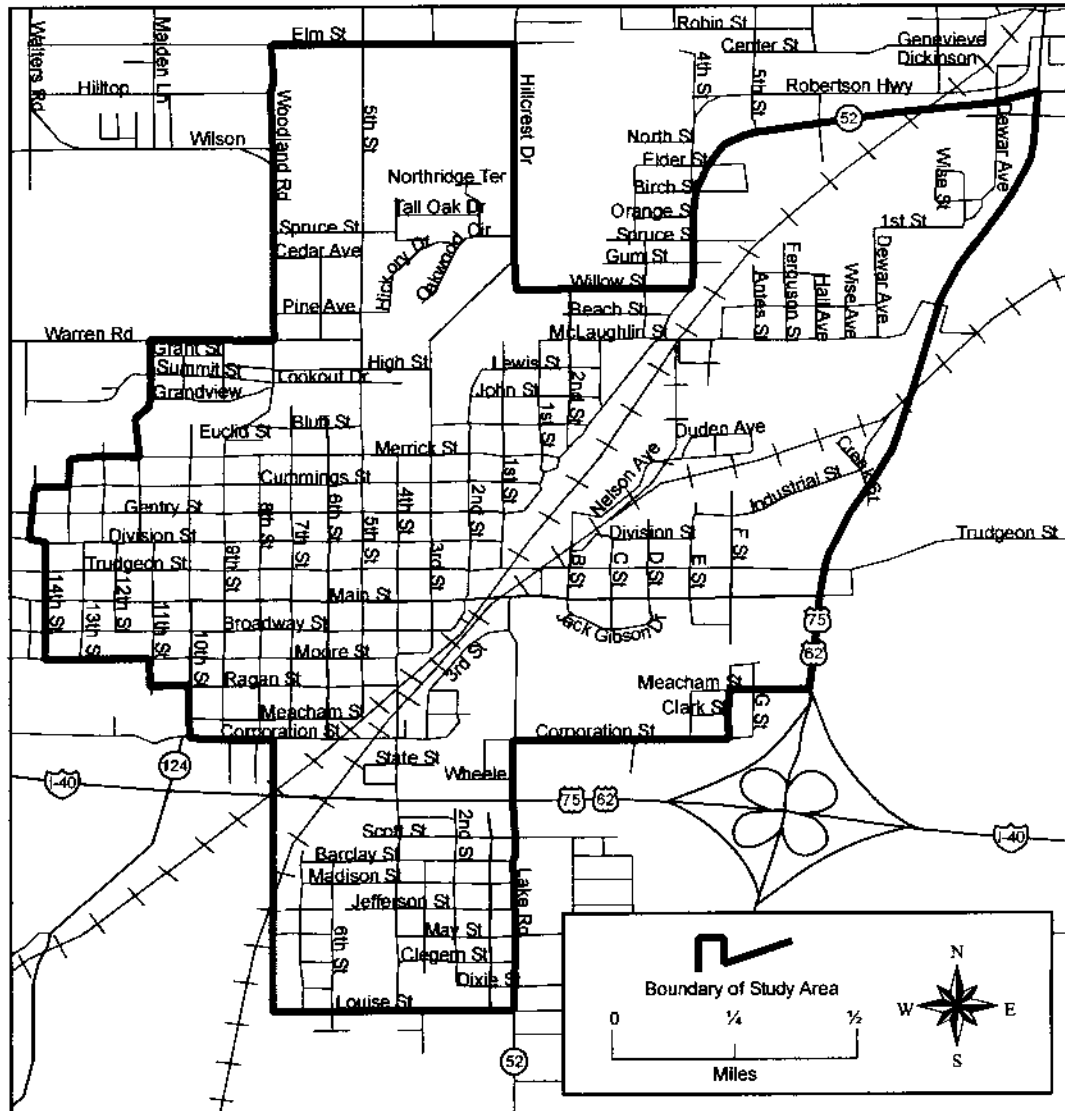 Elm St
Robin St
Center St
Genevieve
Dickinson
Walters Rd
Maiden Ln
Hilltop
Wilson
Woodland Rd
5th St
Hillcrest Dr
4th St
5th St
Robertson Hwy
52
Dewar Ave
North St
Elder St
Birch St
Orange St
Spruce S
Gum St
Willow St
Beach St
McLaughlin St
Wise St
1st St
Northridge Ter
Tall Oak Dr
Spruce St
Cedar Ave
Hickory Dr
Oakwood Cir
Pine Ave
Antes St
Ferguson S
Hall Ave
Wise Ave
Dewar Ave
Warren Rd
Grant St
Summit St
Grandview
High St
Lookout Dr
Lewis St
John St
2nd St
1st St
Euclid St
Bluff St
Merrick St
Duden Ave
Nelson Ave
Creek St
Industrial St
Cummings St
Gentry St
Division St
Trudgeon St
Main St
Broadway St
Moore St
Ragan St
Meacham St
Corporation St
14th St
13th St
12th St
11th St
10th St
9th St
8th St
7th St
6th St
5th St
4th St
3rd St
2nd St
1st St
Division St
B St
C St
D St
E St
F St
Trudgeon St
Jack Gibson Dr
75
62
3rd St
Meacham St
Clark S
G St
Corporation St
State St
Wheele
124
I-40
75
62
I-40
Scott St
2nd S
Barclay St
Madison St
Jefferson St
May St
Clegern St
Dixie St
Louise St
6th St
Lake Rd
52
Boundary of Study Area
0 ¼ ½
Miles
N
W E
S